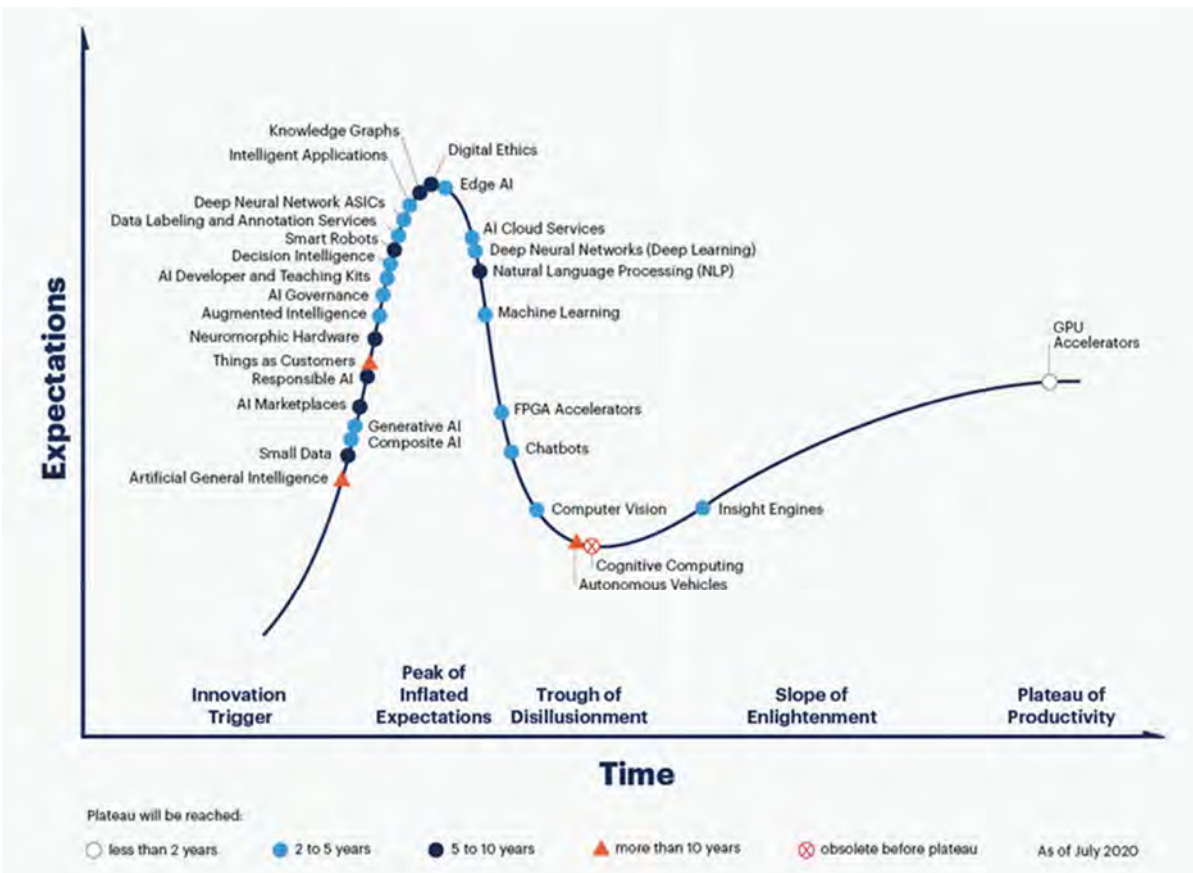 Knowledge Graphs
Digital Ethics
Intelligent Applications
Edge AI
Deep Neural Network ASICs
Data Labeling and Annotation Services
AI Cloud Services
Smart Robots
Deep Neural Networks (Deep Learning)
Decision Intelligence
Natural Language Processing (NLP)
AI Developer and Teaching Kits
AI Governance
Augmented Intelligence
Machine Learning
Neuromorphic Hardware
GPU
Accelerators
Things as Customers
Responsible AI
AI Marketplaces
FPGA Accelerators
Generative AI
Composite AI
Chatbots
Small Data
Artificial General Intelligence
Computer Vision
Insight Engines
Cognitive Computing
Autonomous Vehicles
Expectations
Innovation
Trigger
Peak of
Inflated
Expectations
Trough of
Disillusionment
Slope of
Enlightenment
Plateau of
Productivity
Time
Plateau will be reached:
less than 2 years
2 to 5 years
5 to 10 years
more than 10 years
obsolete before plateau
As of July 2020